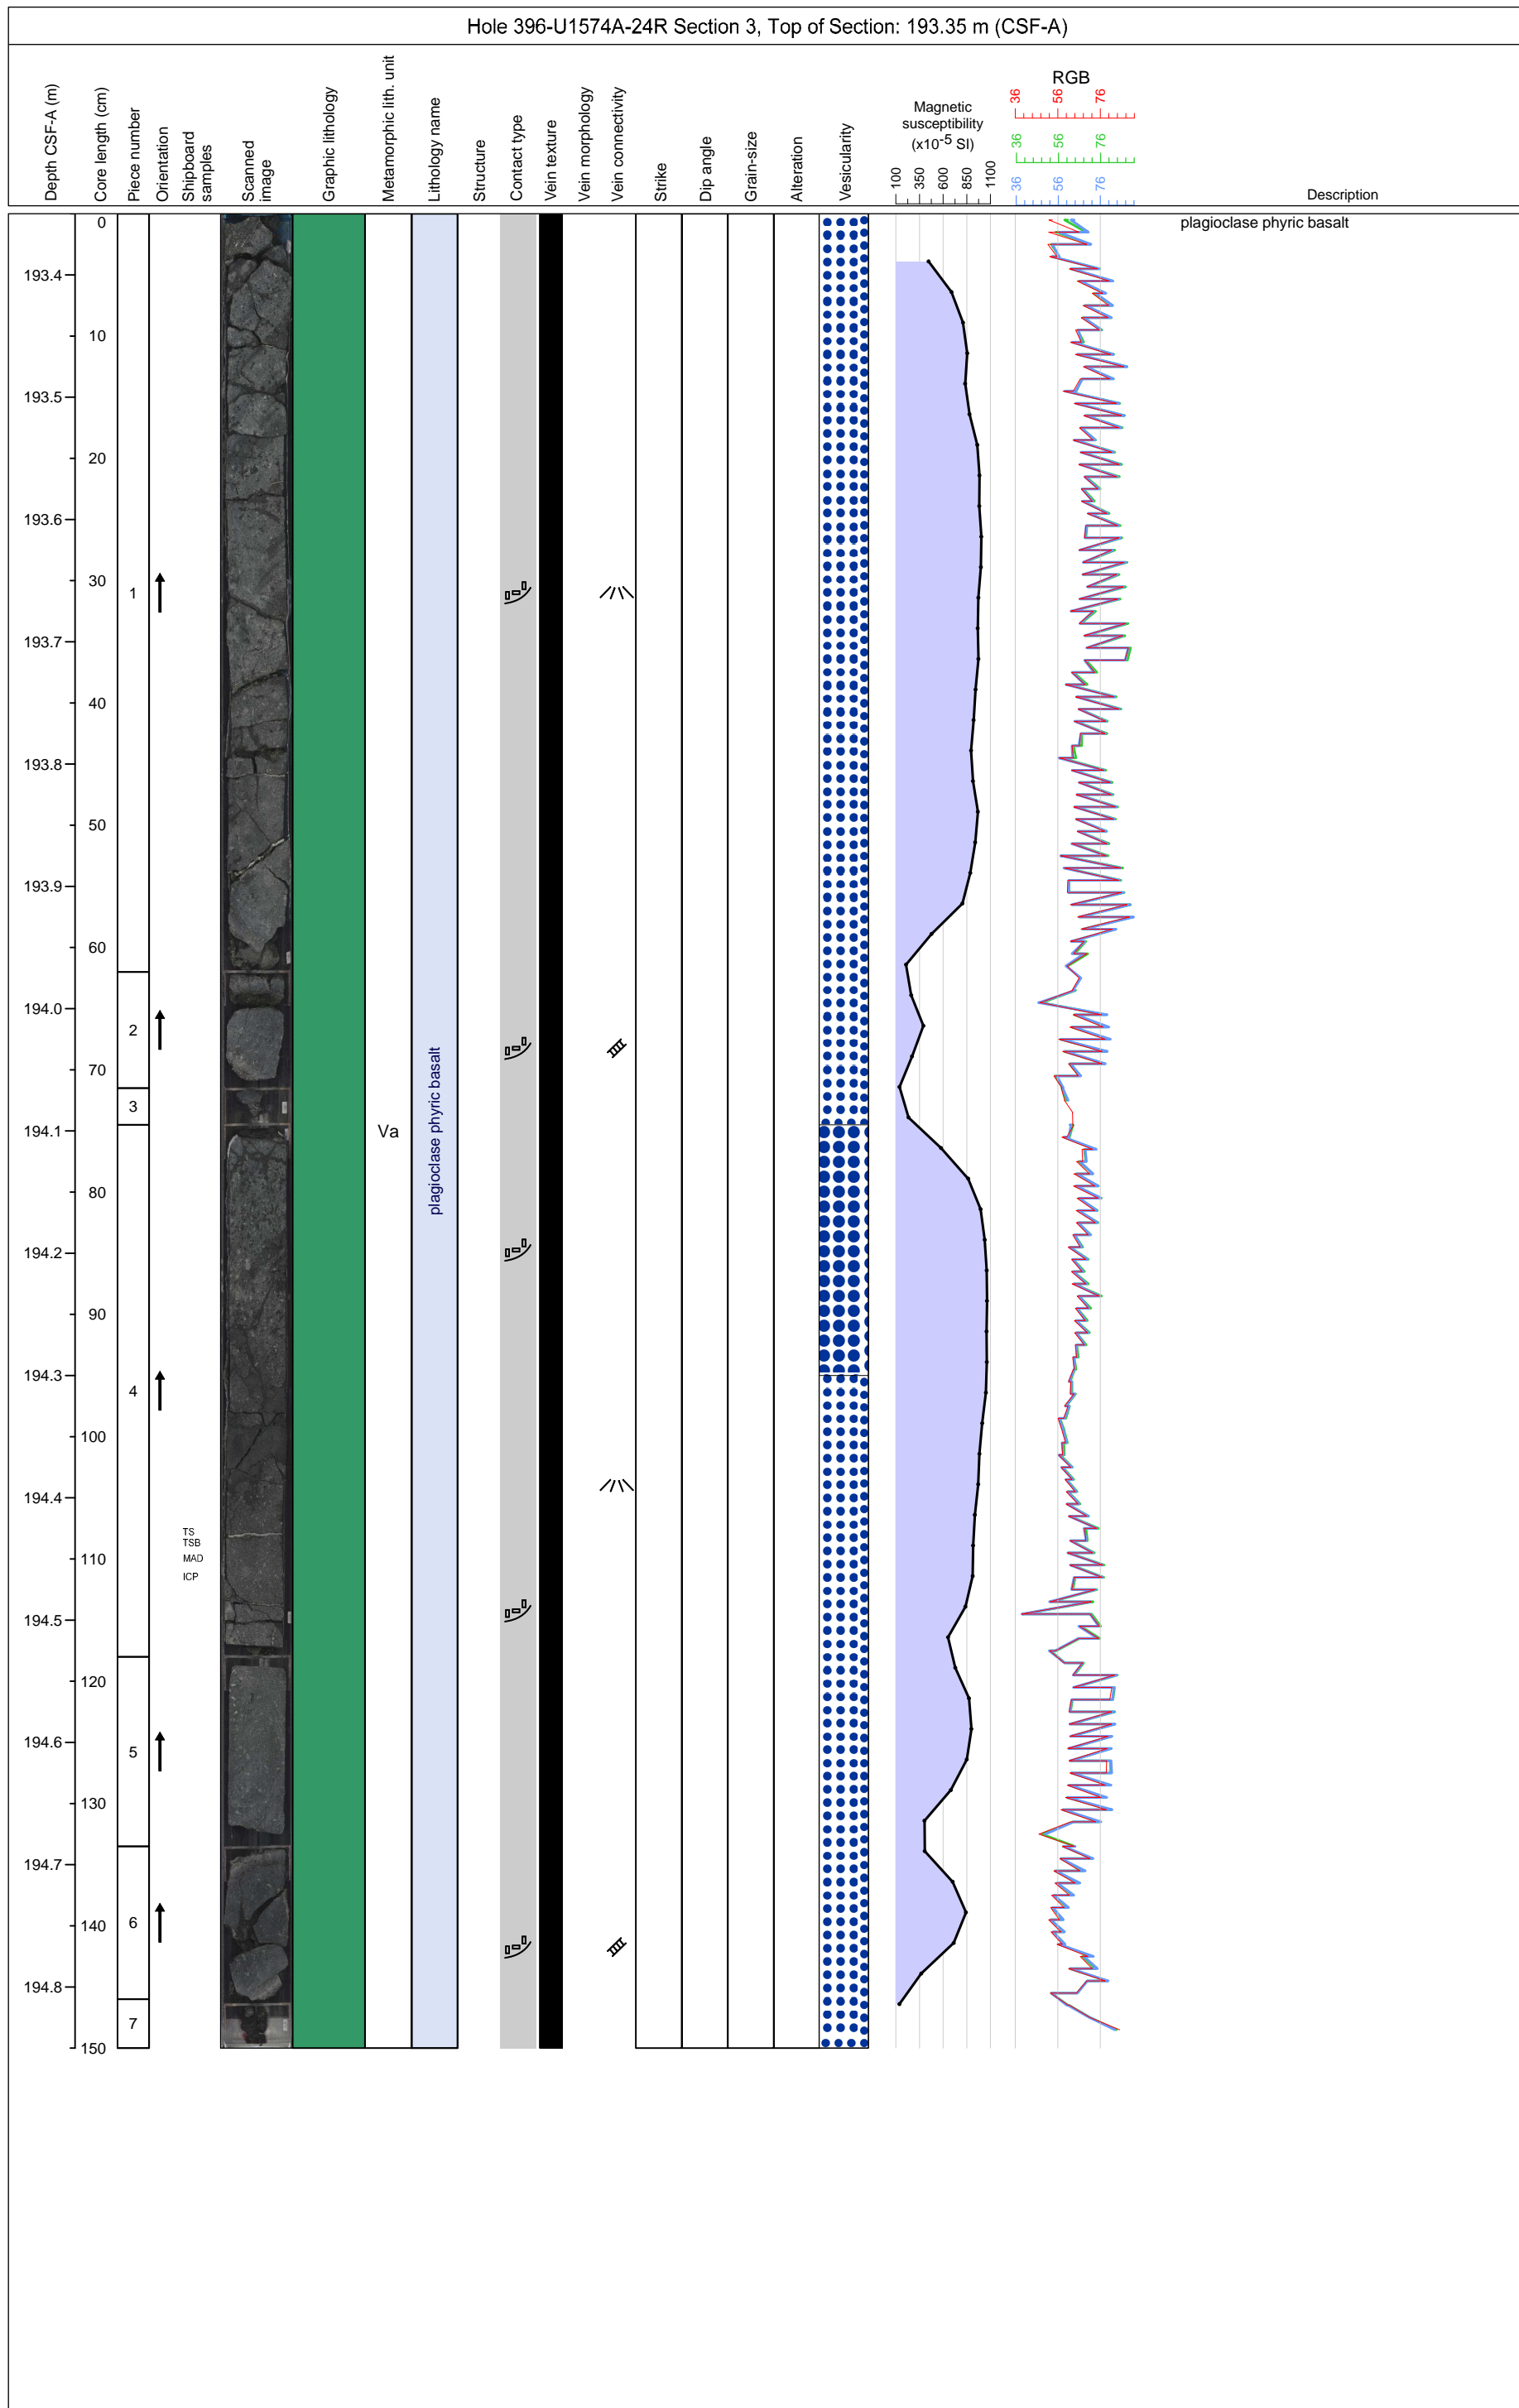 Hole 396-U1574A-24R Section 3, Top of Section: 193.35 m (CSF-A)
Depth CSF-A (m)
Core length (cm)
Piece number
Orientation
Shipboard
samples
Scanned
image
Graphic lithology
Metamorphic lith. unit
Lithology name
Structure
Contact type
Vein texture
Vein morphology
Vein connectivity
Strike
Dip angle
Grain-size
Alteration
Vesicularity
Magnetic
susceptibility
(x10-5 SI)
100 350 600 850 1100
RGB
36 56 76
36 56 76
36 56 76
Description
plagioclase phyric basalt
193.4
193.5
193.6
193.7
193.8
193.9
194.0
194.1
194.2
194.3
194.4
194.5
194.6
194.7
194.8
0
10
20
30
40
50
60
70
80
90
100
110
120
130
140
150
1
2
3
4
5
6
7
TS
TSB
MAD
ICP
Va
plagioclase phyric basalt